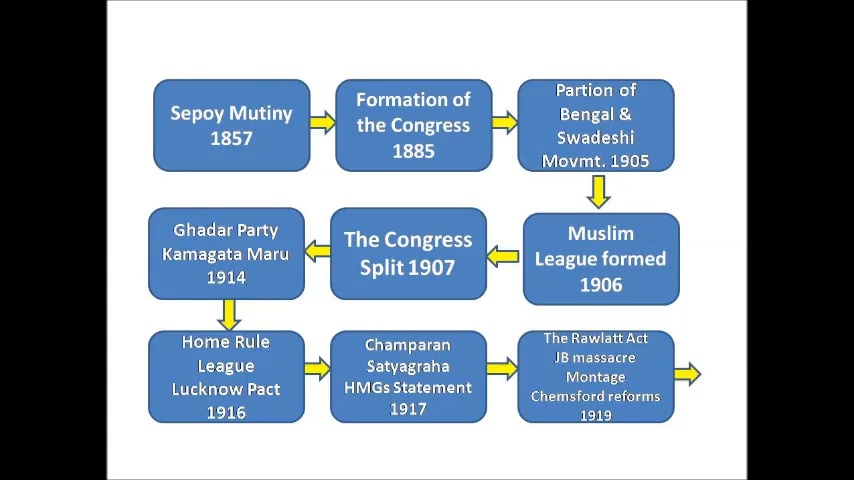 Sepoy Mutiny
1857
Formation of
the Congress
1885
Partion of
Bengal &
Swadeshi
Movmt. 1905
Muslim
League formed
1906
The Congress
Split 1907
Ghadar Party
Kamagata Maru
1914
Home Rule
League
Lucknow Pact
1916
Champaran
Satyagraha
HMGs Statement
1917
The Rawlatt Act
JB massacre
Montage
Chemsford reforms
1919